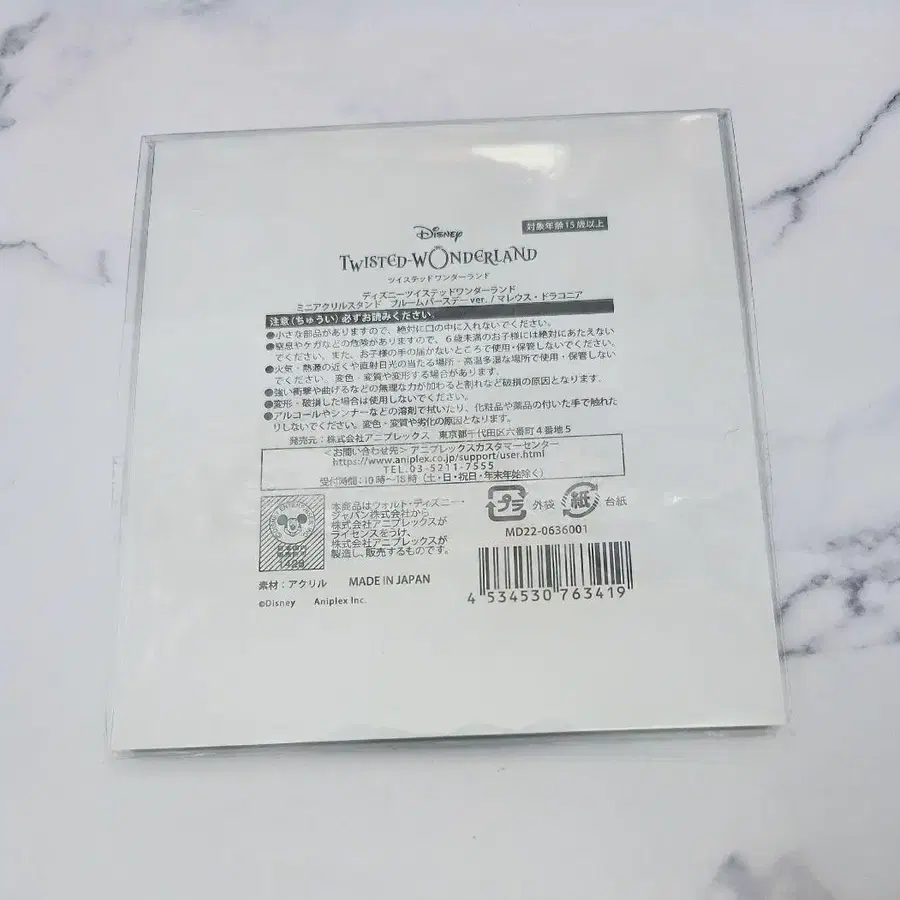 Disney
対象年齢15歳以上
TWISTED-WONDERLAND
ツイステッドワンダーランド
ディズニーツイステッドワンダーランド
ミニアクリルスタンド ブルームバースデーver. / マレウス・ドラコニア
注意(ちゅうい) 必ずお読みください
●小さな部品がありますので、絶対に口の中に入れないでください。
●窒息やケガなどの危険がありますので、6歳未満のお子様には絶対にあたえない
でください。また、お子様の手の届かないところで使用・保管しないでください。
●火気・熱源の近くや直射日光の当たる場所・高温多湿な場所で使用・保管しない
でください。変色・変質や変形する場合があります。
●強い衝撃や曲げるなどの無理な力が加わると割れなど破損の原因となります。
●変形・破損した場合は使用しないでください。
●アルコールやシンナーなどの溶剤で拭いたり、化粧品や薬品の付いた手で触れた
りしないでください。変色・変質や劣化の原因となります。
発売元:株式会社アニプレックス 東京都千代田区六番町4番地5
<お問い合わせ先> アニプレックスカスタマーセンター
https://www.aniplex.co.jp/support/user.html
TEL.03-5211-7555
受付時間:10時~18時(土・日・祝日・年末年始除く)
本商品はウォルト・ディズニー・
ジャパン株式会社から
株式会社アニプレックスが
ライセンスをうけ、
株式会社アニプレックスが
製造し、販売するものです。
プラ 外袋 紙 台紙
MD22-0636001
1429
素材:アクリル MADE IN JAPAN
4 534530 763419
©Disney Aniplex Inc.